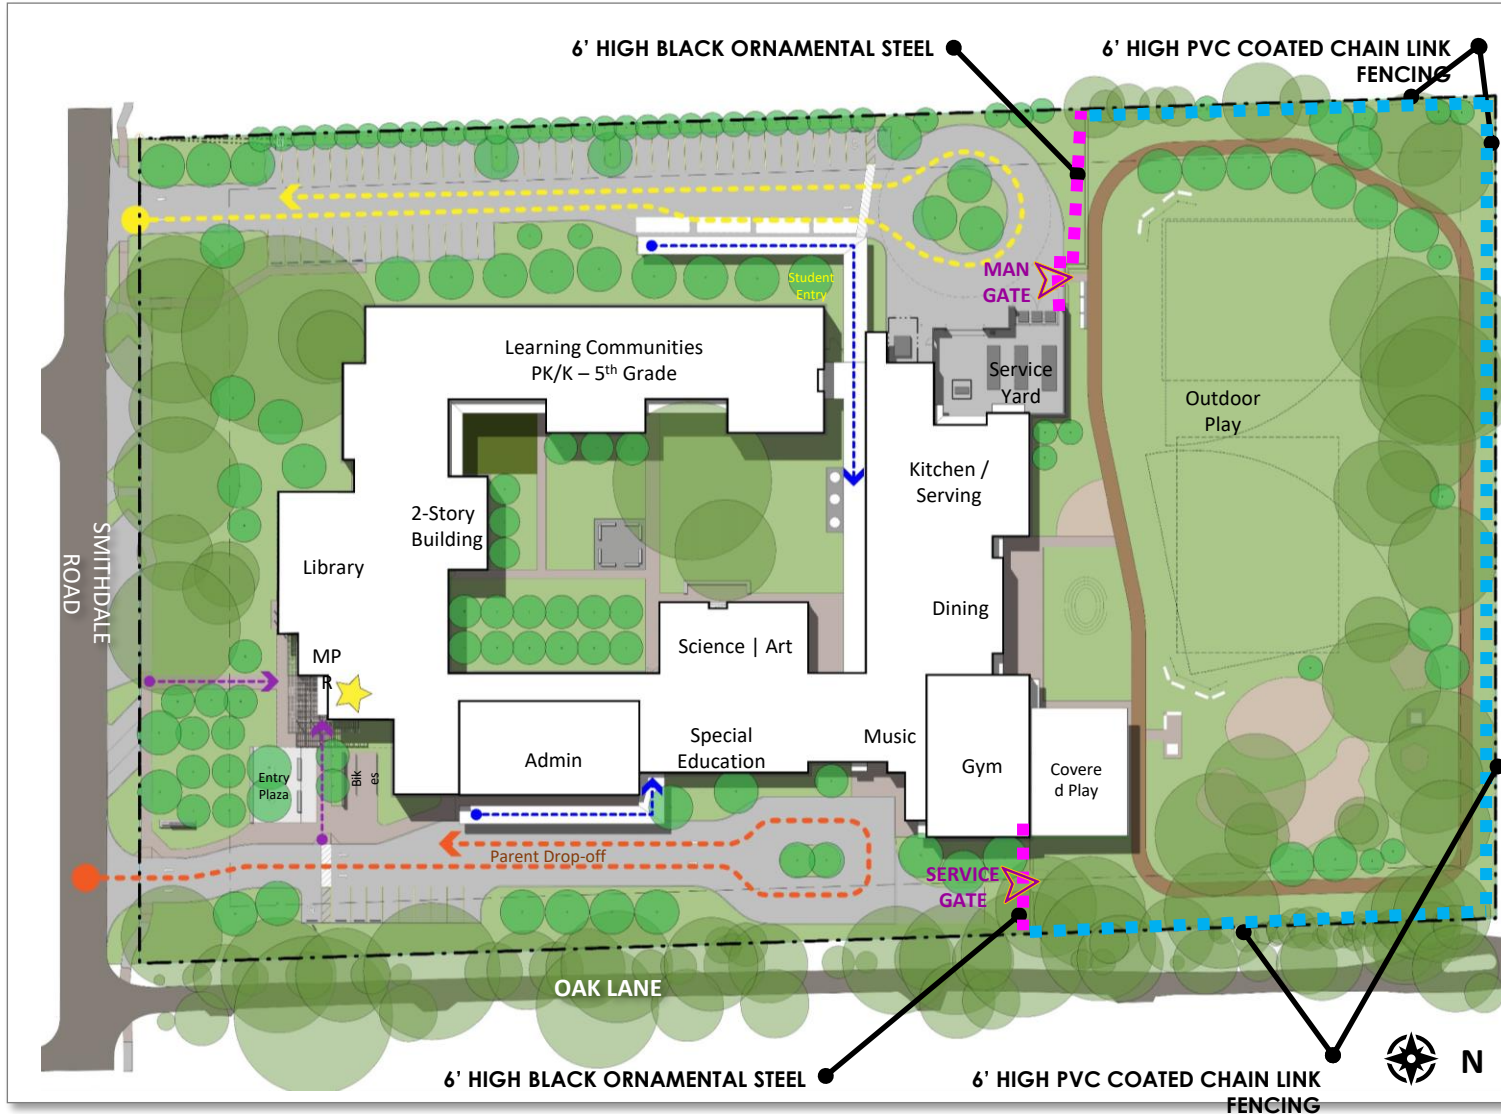 6’ HIGH BLACK ORNAMENTAL STEEL
6’ HIGH PVC COATED CHAIN LINK
FENCING
MAN
GATE
Student
Entry
Learning Communities
PK/K – 5th Grade
Service
Yard
Outdoor
Play
Kitchen /
Serving
2-Story
Building
Library
SMITHDALE
ROAD
Dining
Science | Art
MP
R
Special
Education
Music
Admin
Gym
Covere
d Play
Entry
Plaza
Bik
es
Parent Drop-off
SERVICE
GATE
OAK LANE
6’ HIGH BLACK ORNAMENTAL STEEL
6’ HIGH PVC COATED CHAIN LINK
FENCING
N